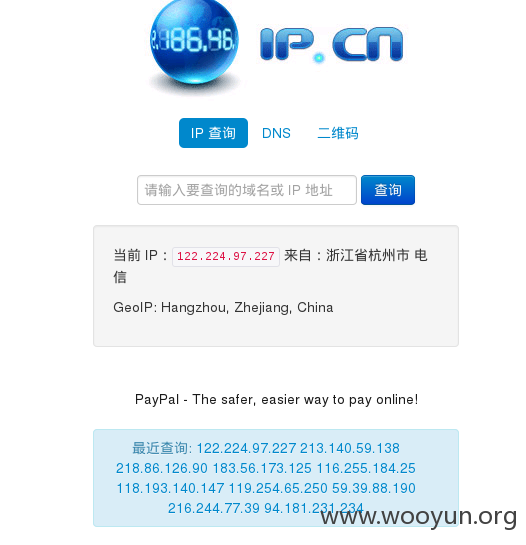 2.186.46.
IP.CN
IP 查询 DNS 二维码
请输入要查询的域名或 IP 地址 查询
当前 IP：122.224.97.227 来自：浙江省杭州市 电
信
GeoIP: Hangzhou, Zhejiang, China
PayPal - The safer, easier way to pay online!
最近查询: 122.224.97.227 213.140.59.138
218.86.126.90 183.56.173.125 116.255.184.25
118.193.140.147 119.254.65.250 59.39.88.190
216.244.77.39 94.181.231.234
www.wooyun.org